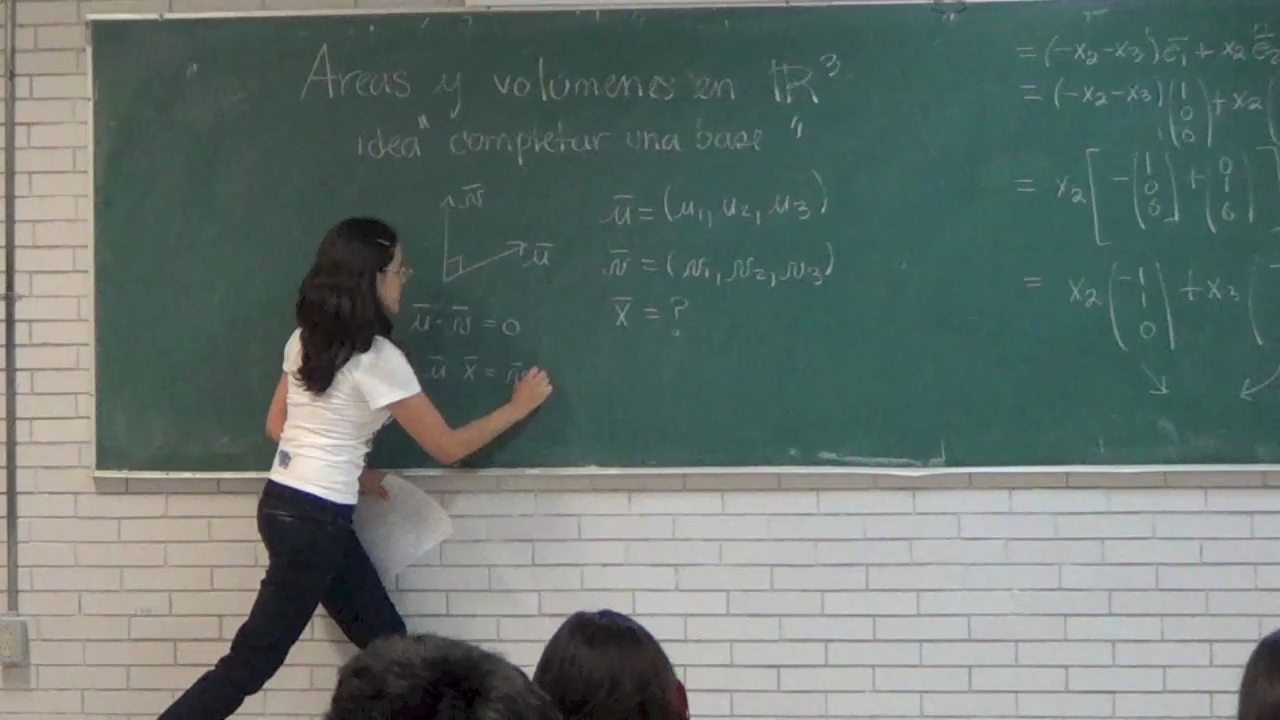 Areas y volúmenes en ℝ³
idea "completar una base"
v̄
ū
ū = (u₁, u₂, u₃)
v̄ = (v₁, v₂, v₃)
x̄ = ?
ū · v̄ = 0
ū x̄ =
= (-x₂-x₃) ē₁ + x₂ ē₂
= (-x₂-x₃) (1 0 0) + x₂
= x₂ [ - (1 0 0) + (0 1 0)
= x₂ (-1 1 0) + x₃